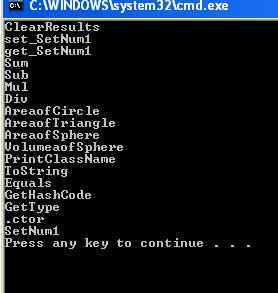 C:\WINDOWS\system32\cmd.exe
ClearResults
set_SetNum1
get_SetNum1
Sum
Sub
Mul
Div
AreaofCircle
AreaofTriangle
AreaofSphere
VolumeaofSphere
PrintClassName
ToString
Equals
GetHashCode
GetType
.ctor
SetNum1
Press any key to continue . . .